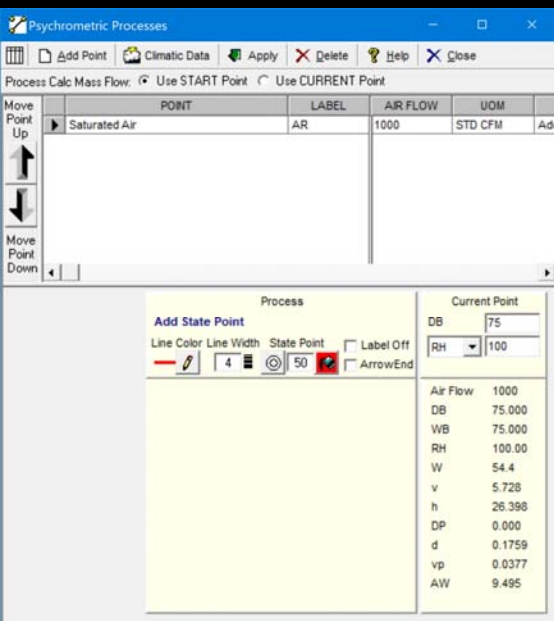 Psychrometric Processes
Add Point Climatic Data Apply Delete Help Close
Process Calc Mass Flow: Use START Point Use CURRENT Point
Move Point Up
POINT LABEL AIR FLOW UOM
Saturated Air AR 1000 STD CFM Ad
Move Point Down
Process
Add State Point
Line Color Line Width State Point Label Off
4 50 ArrowEnd
Current Point
DB 75
RH 100
Air Flow 1000
DB 75.000
WB 75.000
RH 100.00
W 54.4
v 5.728
h 26.398
DP 0.000
d 0.1759
vp 0.0377
AW 9.495